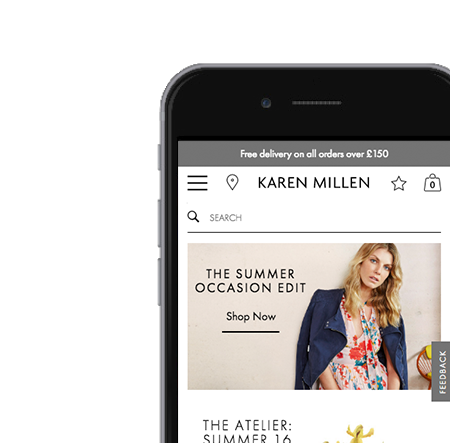 Free delivery on all orders over £150
KAREN MILLEN
0
SEARCH
THE SUMMER
OCCASION EDIT
Shop Now
FEEDBACK
THE ATELIER:
SUMMER 16